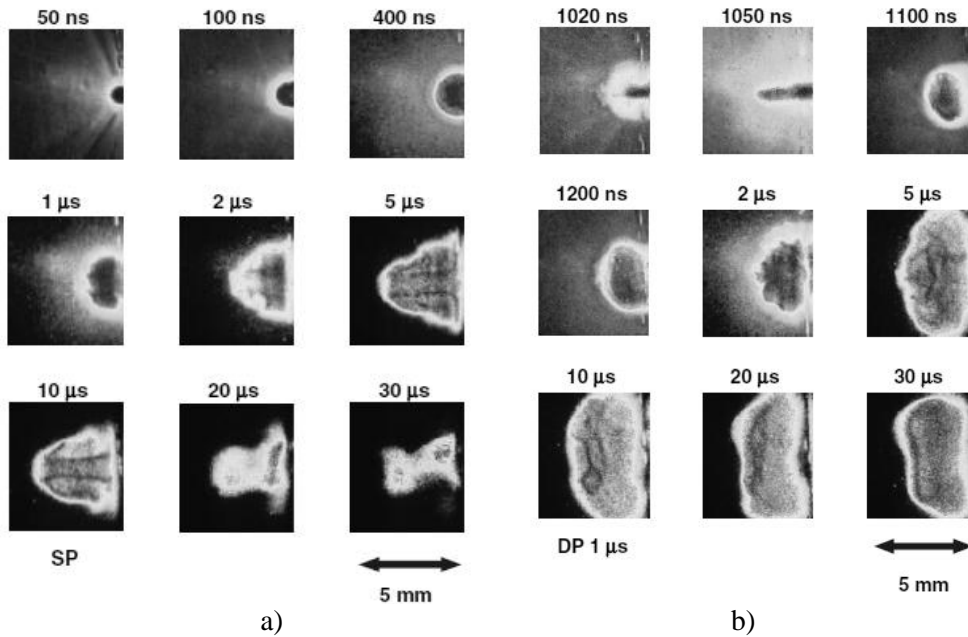 50 ns 100 ns 400 ns
1 µs 2 µs 5 µs
10 µs 20 µs 30 µs
SP
5 mm
a)
1020 ns 1050 ns 1100 ns
1200 ns 2 µs 5 µs
10 µs 20 µs 30 µs
DP 1 µs
5 mm
b)